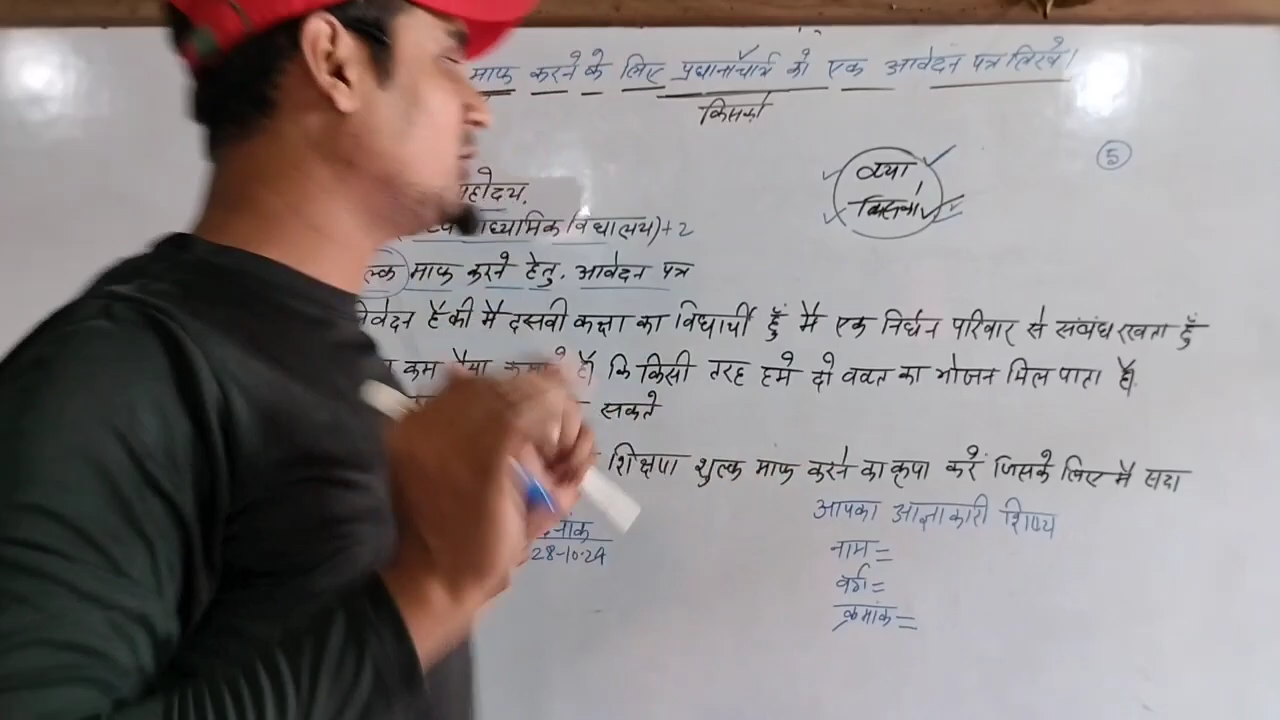 माफ करने के लिए प्रधानाचार्य को एक आवेदन पत्र लिखें।
किसको
5
क्या
किसका
महोदय,
माध्यमिक विद्यालय)+2
शुल्क माफ करने हेतु, आवेदन पत्र
निवेदन है की मै दसवी कक्षा का विधार्थी हूँ मै एक निर्धन परिवार से संबंध रखता हूँ
कम हैं कि किसी तरह हमे दो वक्त का भोजन मिल पाता है।
सकते
शिक्षण शुल्क माफ करने का कृपा करें जिसके लिए मै सदा
आपका आज्ञाकारी शिष्य
दिनांक
28-10-24
नाम =
वर्ग =
क्रमांक =